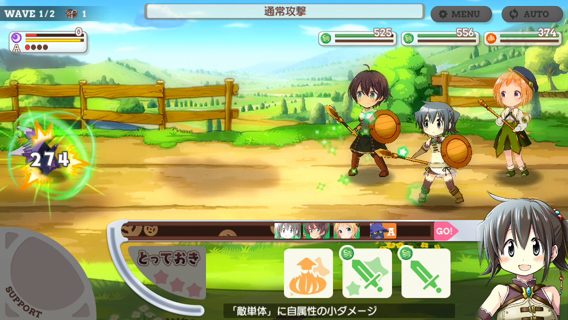 WAVE 1/2 1
通常攻撃
MENU
AUTO
0
A
525
556
374
274
GO!
とっておき
SUPPORT
「敵単体」に自属性の小ダメージ